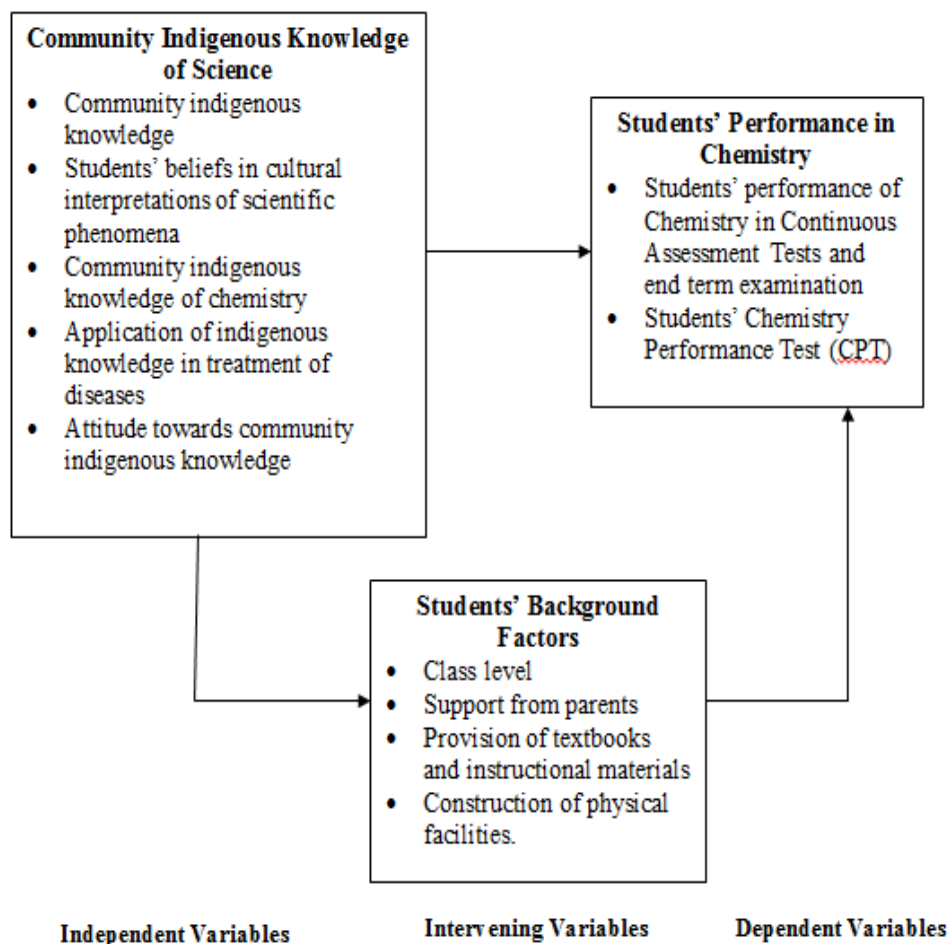 Community Indigenous Knowledge
of Science
• Community indigenous
knowledge
• Students' beliefs in cultural
interpretations of scientific
phenomena
• Community indigenous
knowledge of chemistry
• Application of indigenous
knowledge in treatment of
diseases
• Attitude towards community
indigenous knowledge
Students' Performance in
Chemistry
• Students' performance of
Chemistry in Continuous
Assessment Tests and
end term examination
• Students' Chemistry
Performance Test (CPT)
Students' Background
Factors
• Class level
• Support from parents
• Provision of textbooks
and instructional materials
• Construction of physical
facilities.
Independent Variables
Intervening Variables
Dependent Variables